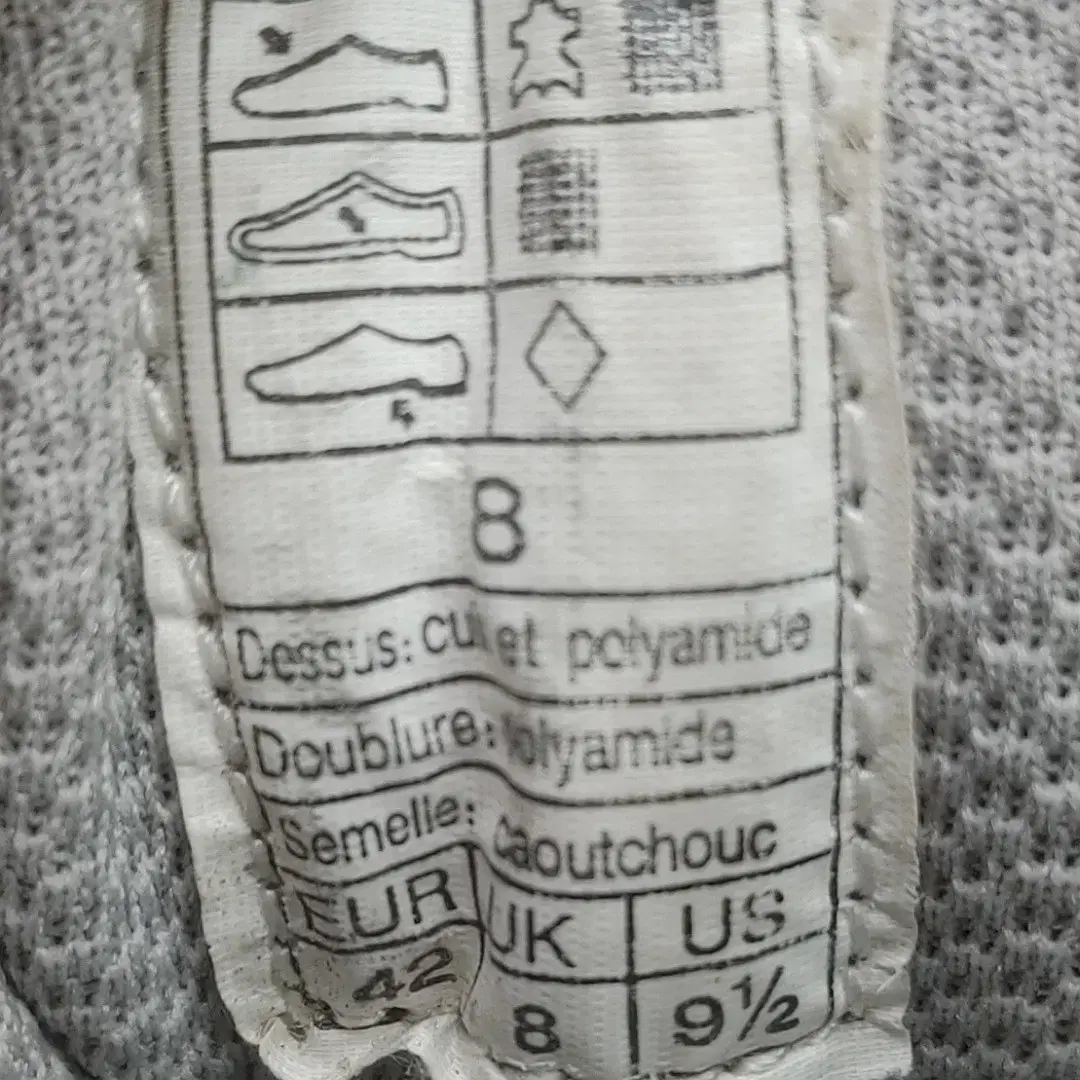 8
Dessus: cuir et polyamide
Doublure: polyamide
Semelle: caoutchouc
EUR UK US
42 8 9½